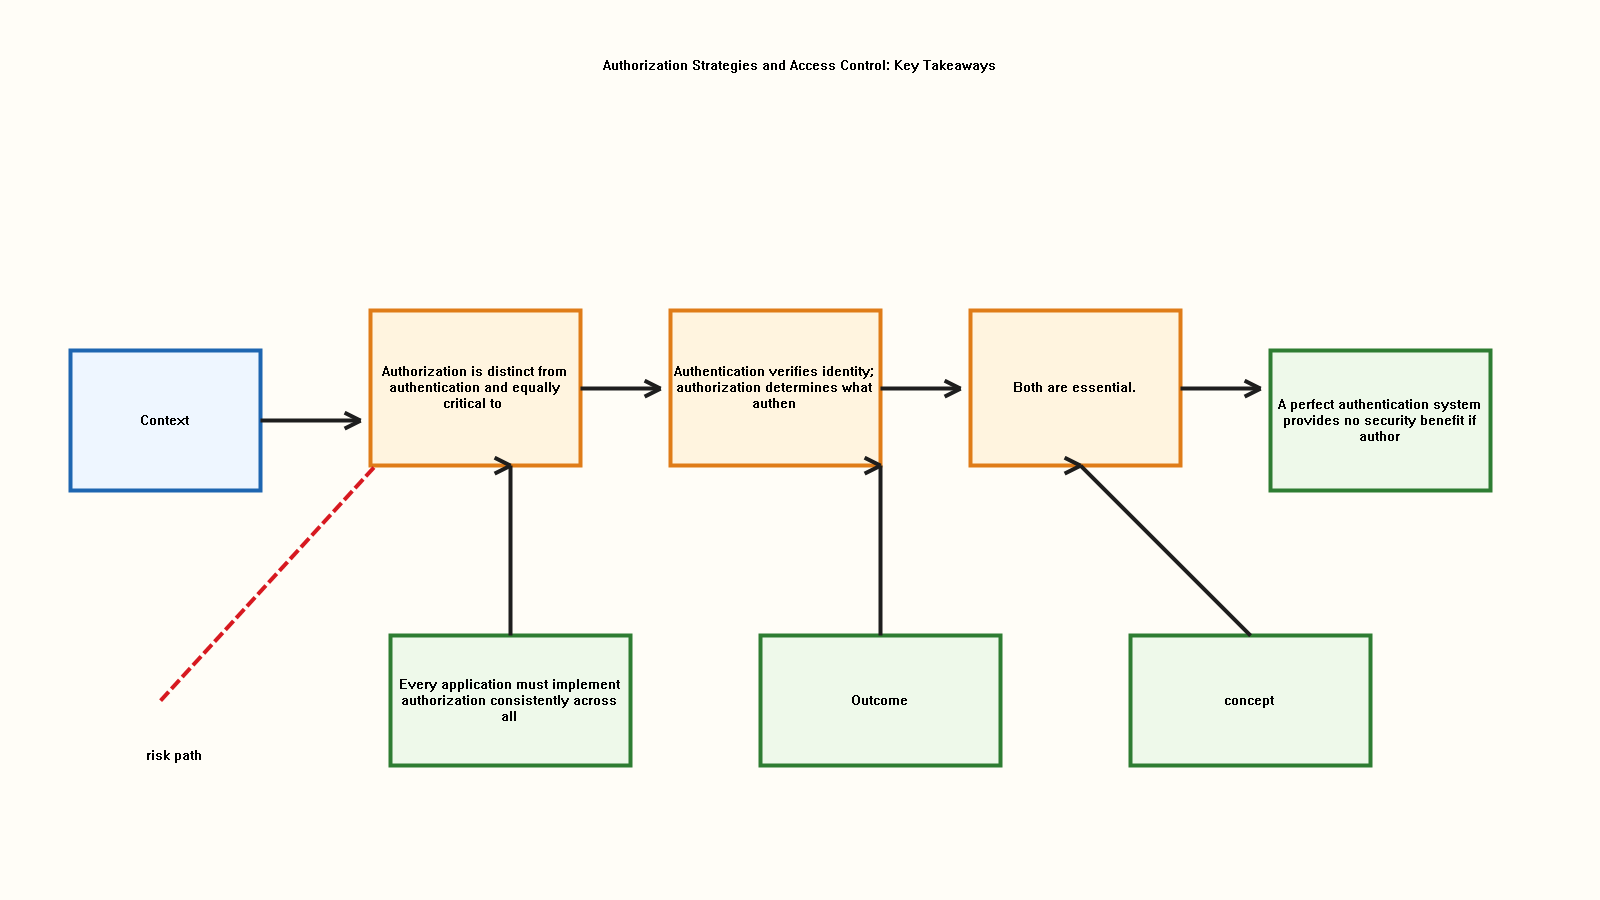 Authorization Strategies and Access Control: Key Takeaways
Context
Authorization is distinct from
authentication and equally
critical to
Authentication verifies identity;
authorization determines what
authen
Both are essential.
A perfect authentication system
provides no security benefit if
author
Every application must implement
authorization consistently across
all
Outcome
concept
risk path